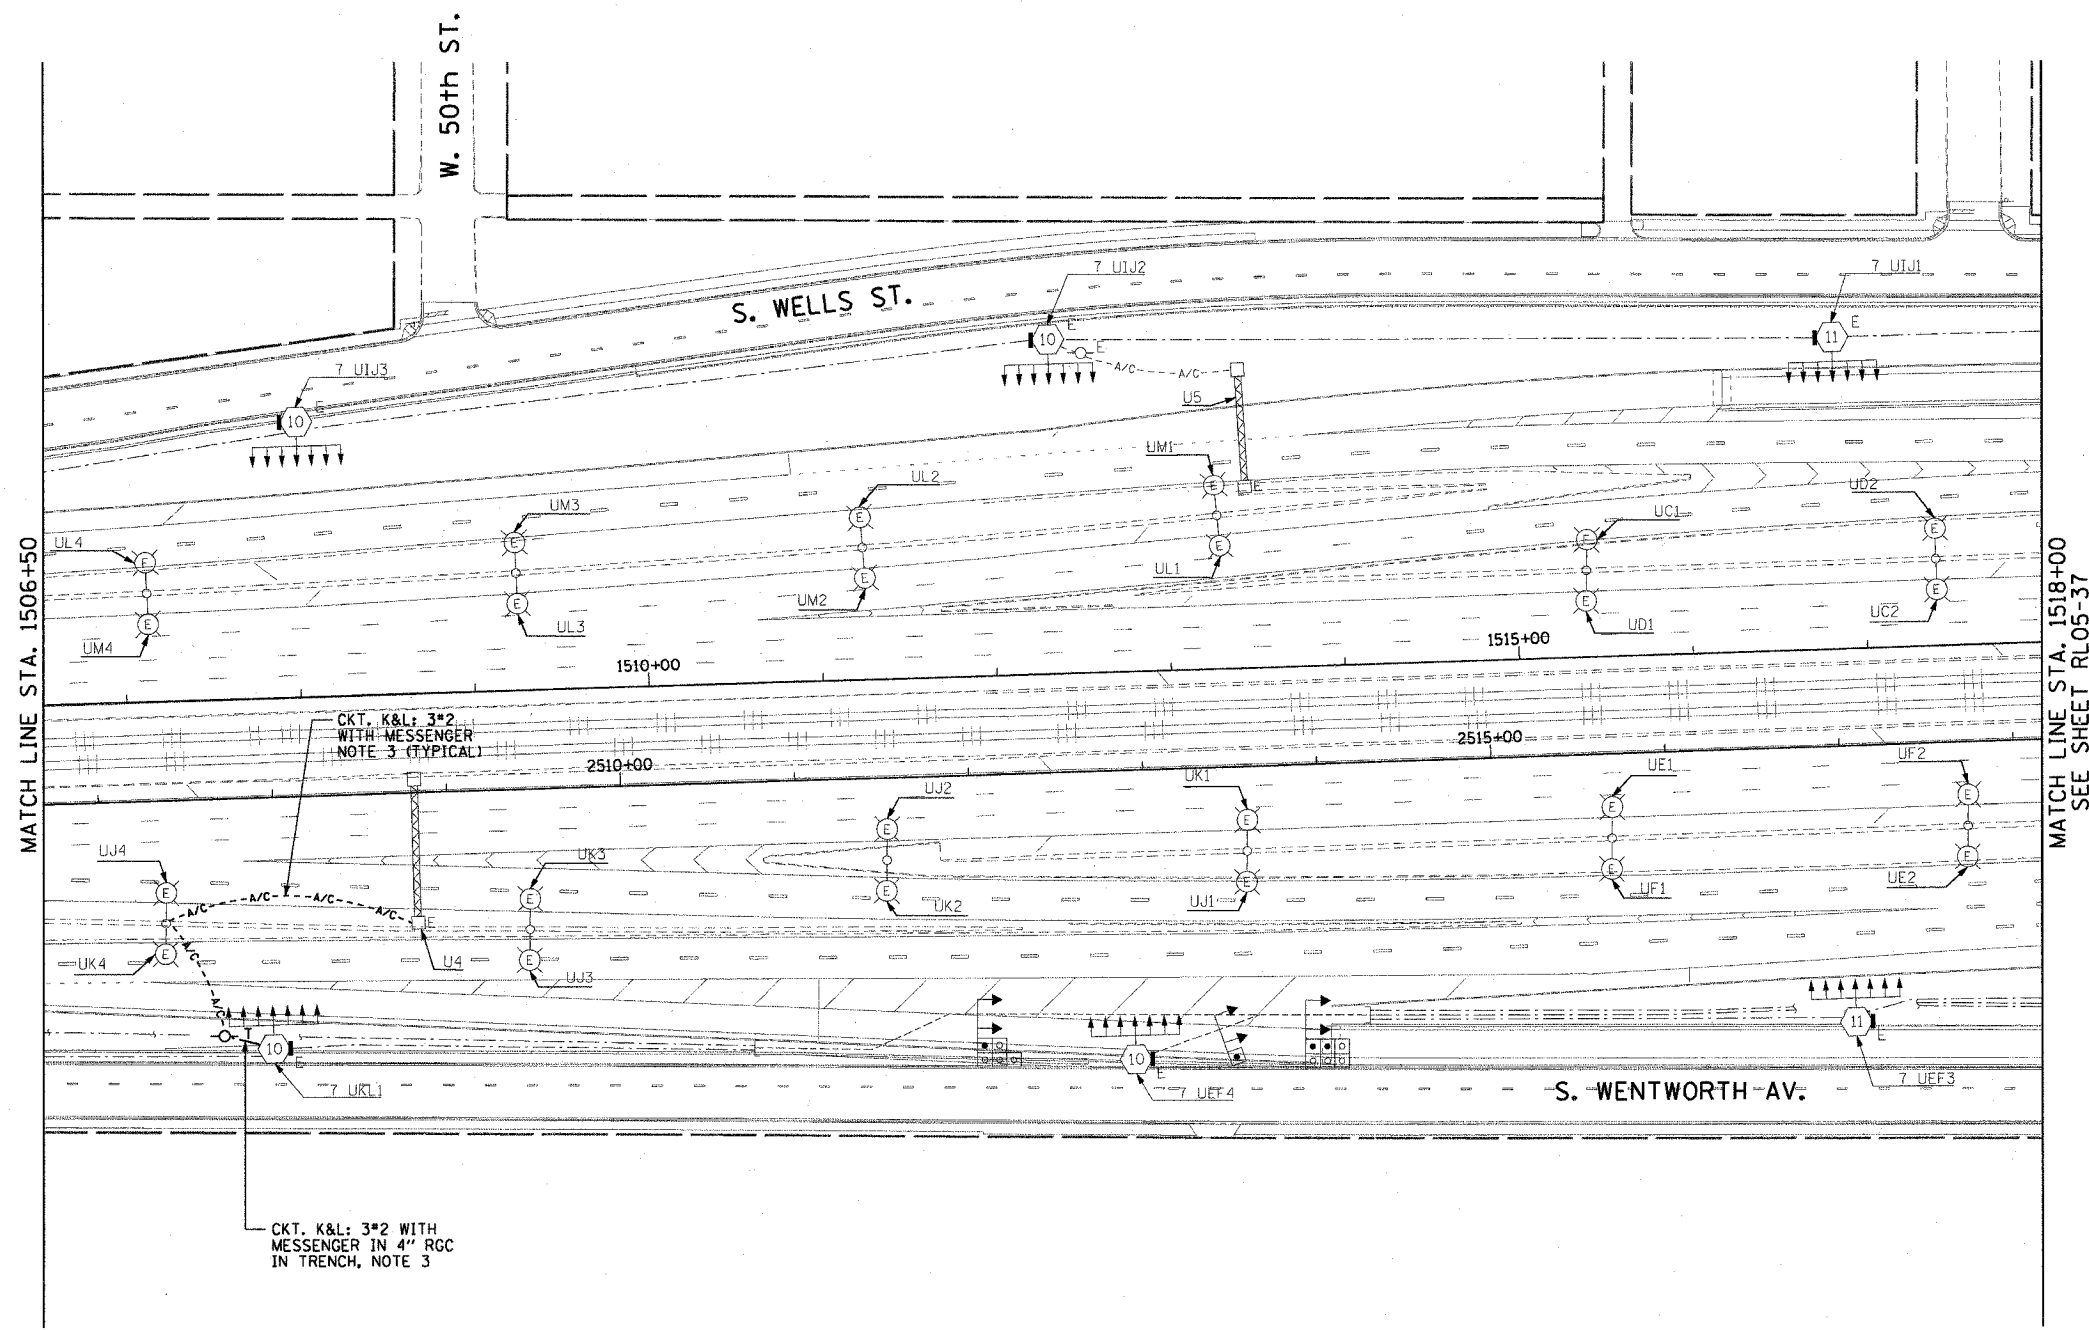 W. 50th ST.
7 UIJ2
7 UIJ1
S. WELLS ST.
E
E
E
10
11
7 UIJ3
E
A/C
A/C
10
U5
UM1
UL2
E
E
UD2
UM3
E
UC1
E
UL4
E
E
E
E
E
UL1
E
UM2
E
E
UC2
E
UL3
UD1
UM4
MATCH LINE STA. 1506+50
MATCH LINE STA. 1518+00
SEE SHEET RL05-37
1510+00
1515+00
CKT. K&L: 3#2
WITH MESSENGER
NOTE 3 (TYPICAL)
2510+00
2515+00
UF2
UK1
UE1
UJ2
E
E
E
E
UJ4
UK3
E
E
UE2
E
E
E
UF1
E
UK2
UJ1
A/C
A/C
A/C
A/C
E
E
A/C
UK4
E
U4
E
UJ3
A/C
10
E
7 UKL1
10
E
7 UEF4
11
E
7 UEF3
S. WENTWORTH AV.
CKT. K&L: 3#2 WITH
MESSENGER IN 4" RGC
IN TRENCH, NOTE 3